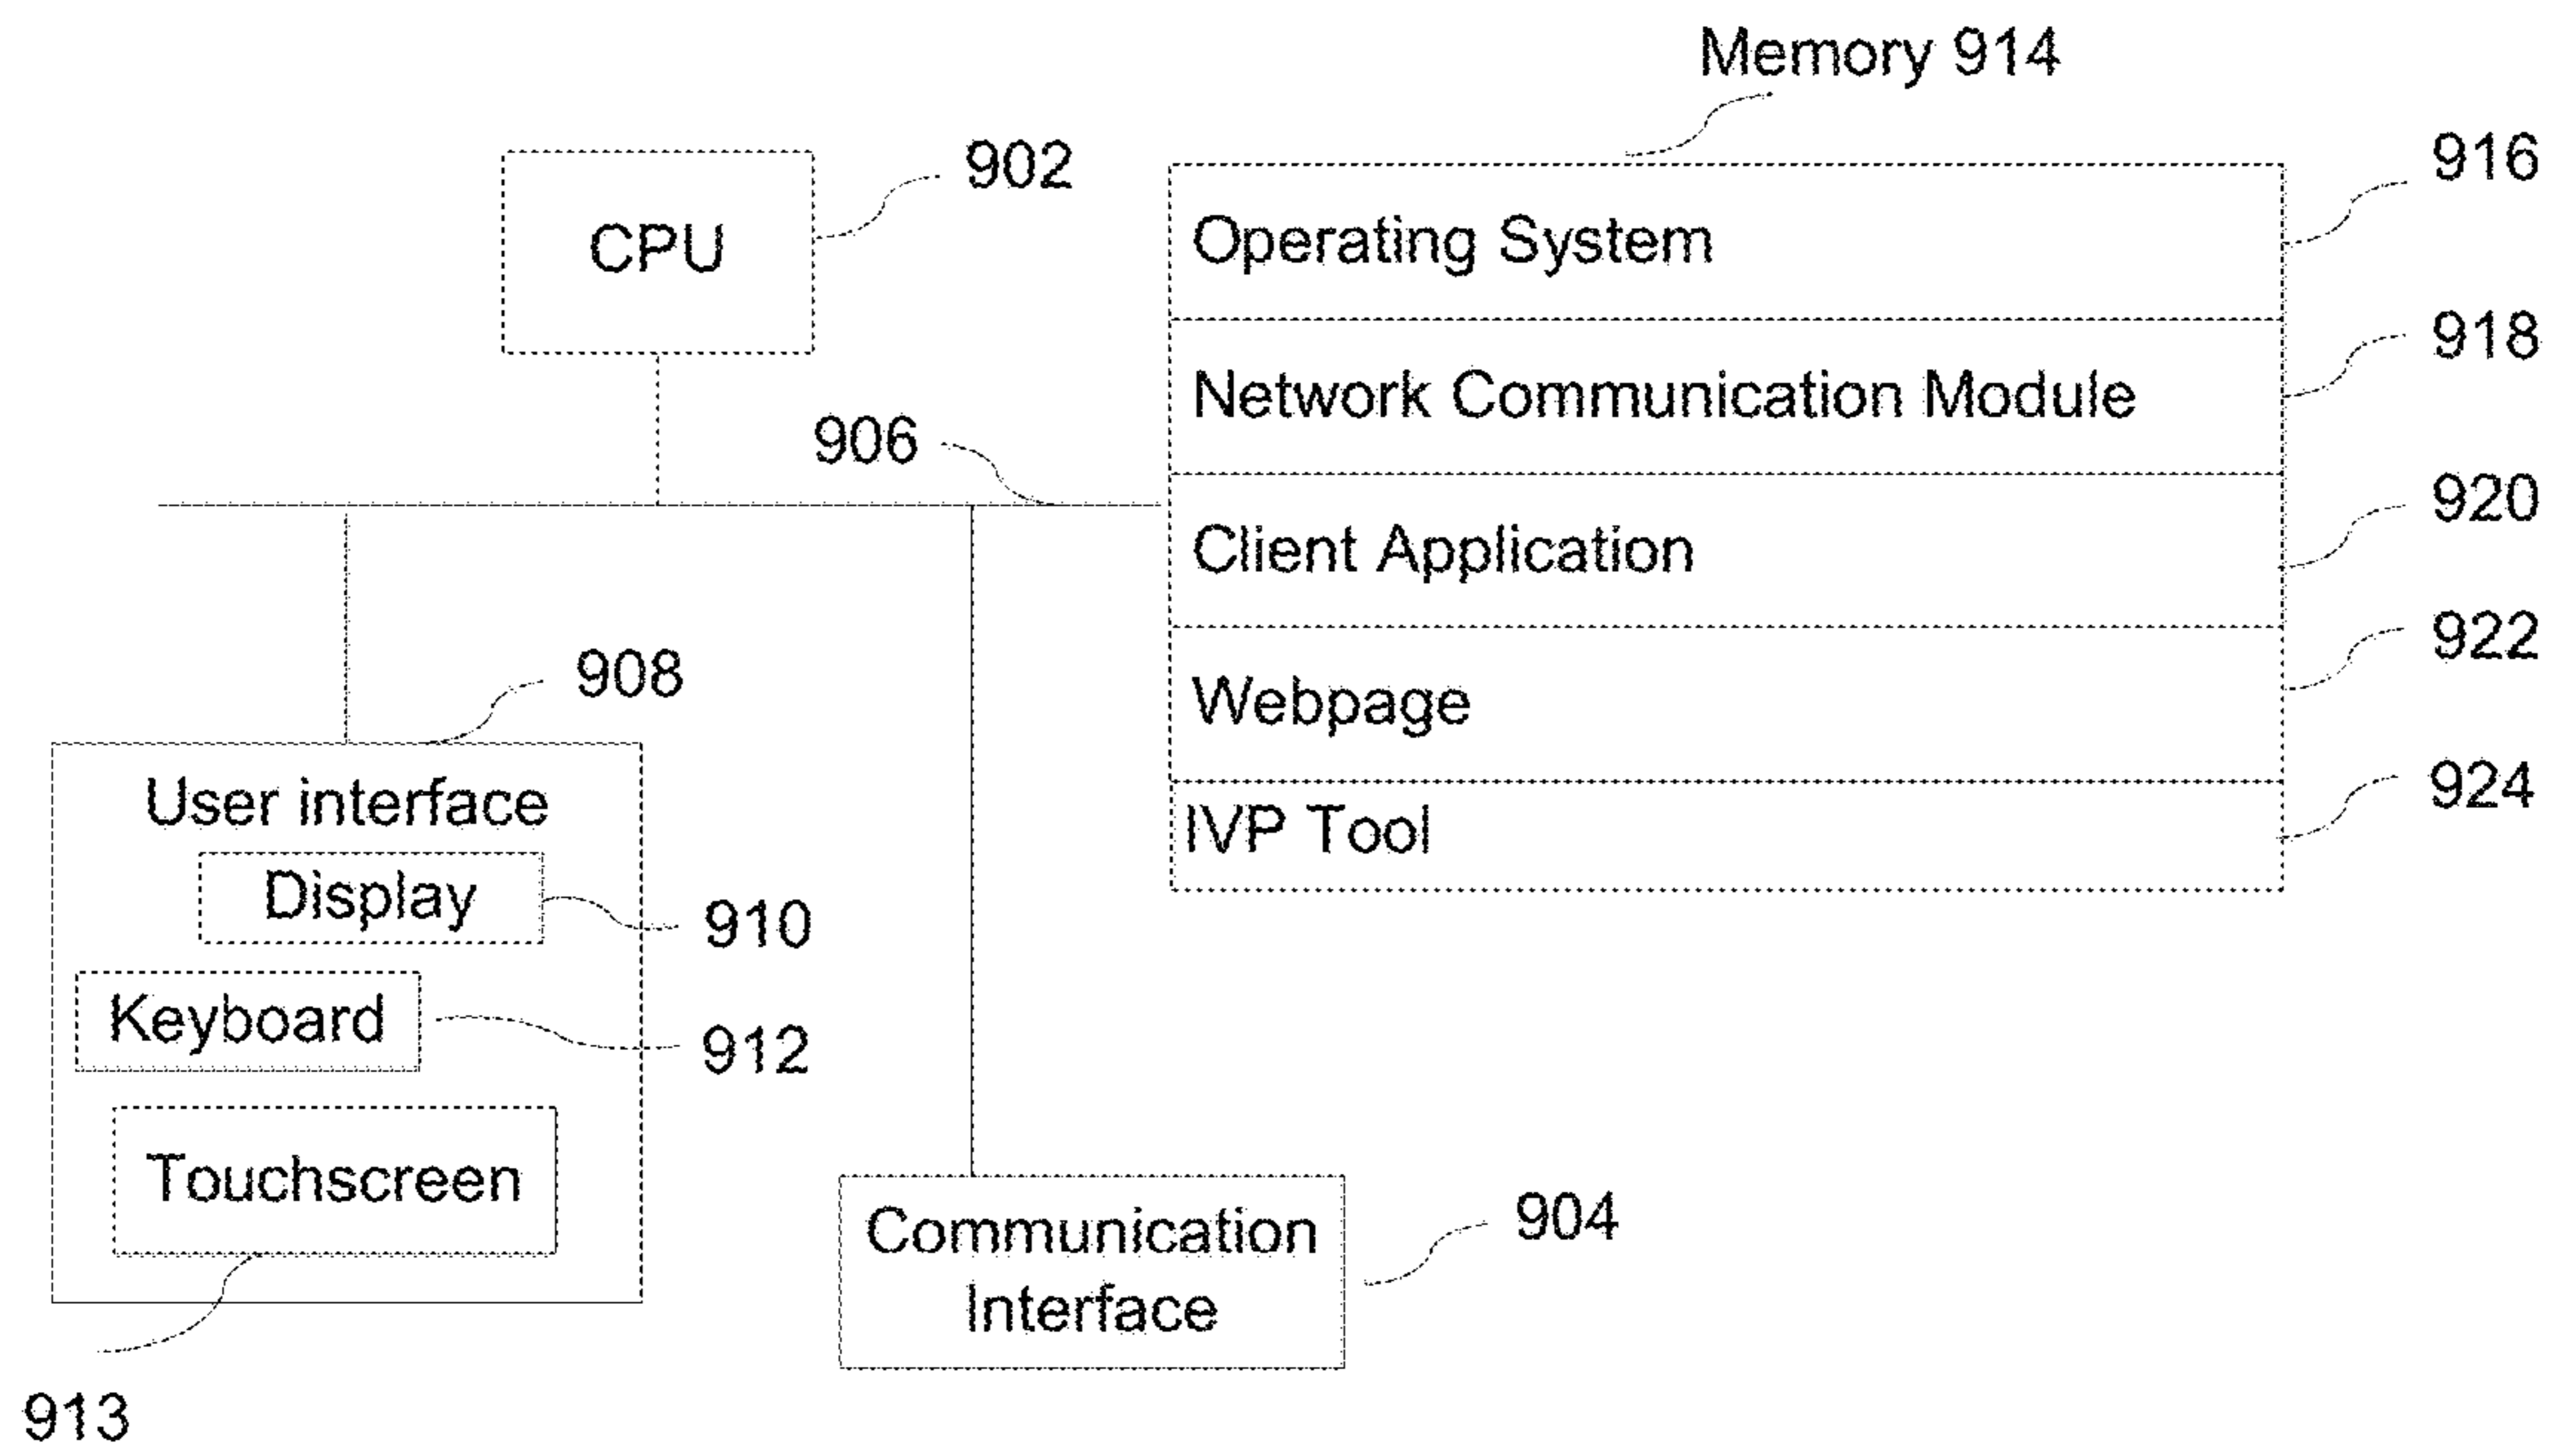 Memory 914
902
916
CPU
Operating System
918
Network Communication Module
906
920
Client Application
922
908
Webpage
924
User interface
IVP Tool
Display
910
Keyboard
912
Touchscreen
904
Communication
Interface
913